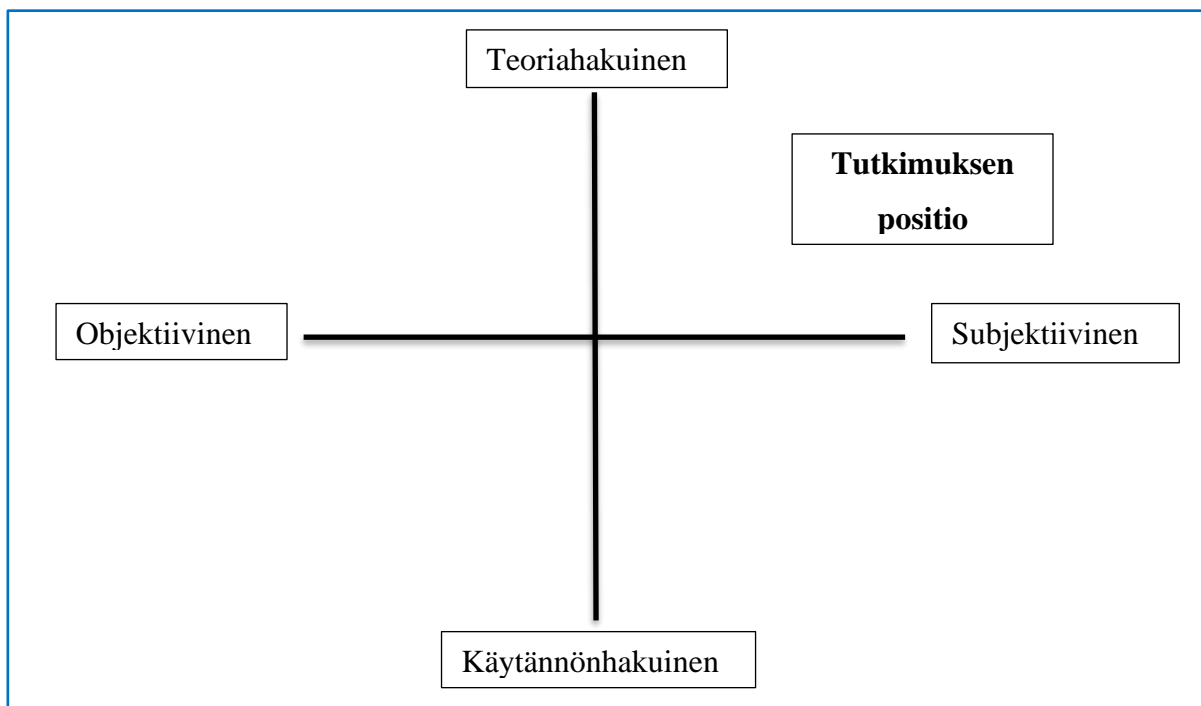 Teoriahakuinen
Tutkimuksen
positio
Objektiivinen
Subjektiivinen
Käytännönhakuinen